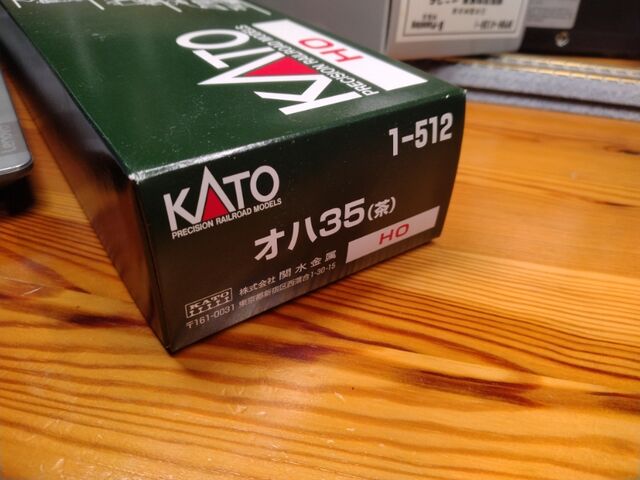 HO
KATO
PRECISION RAILROAD MODELS
1-512
KATO
PRECISION RAILROAD MODELS
オハ35(茶)
HO
KATO
株式会社 関水金属
〒161-0031 東京都新宿区西落合1-30-15